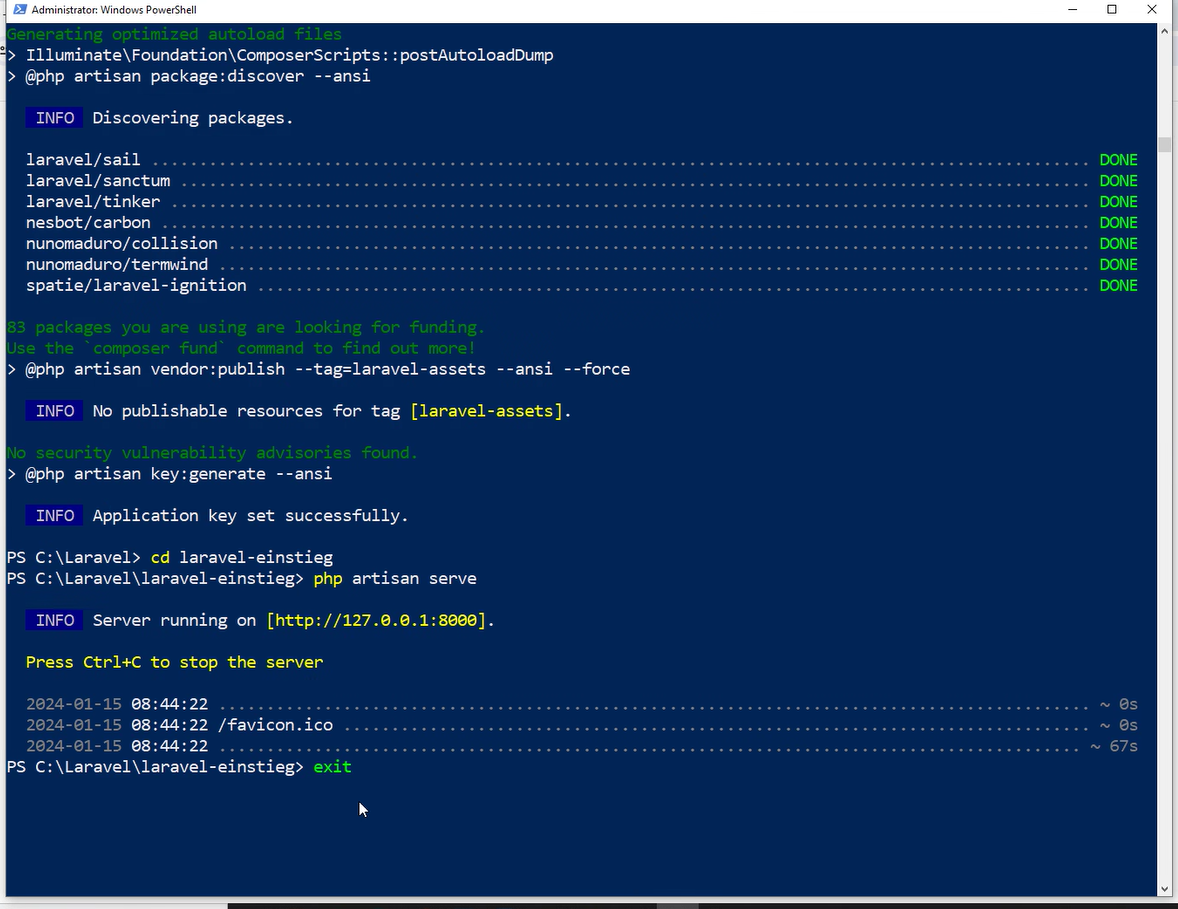 Administrator: Windows PowerShell
Generating optimized autoload files
> Illuminate\Foundation\ComposerScripts::postAutoloadDump
> @php artisan package:discover --ansi
INFO Discovering packages.
laravel/sail ........................................................................................ DONE
laravel/sanctum ..................................................................................... DONE
laravel/tinker ...................................................................................... DONE
nesbot/carbon ....................................................................................... DONE
nunomaduro/collision ................................................................................ DONE
nunomaduro/termwind ................................................................................. DONE
spatie/laravel-ignition ............................................................................. DONE
83 packages you are using are looking for funding.
Use the `composer fund` command to find out more!
> @php artisan vendor:publish --tag=laravel-assets --ansi --force
INFO No publishable resources for tag [laravel-assets].
No security vulnerability advisories found.
> @php artisan key:generate --ansi
INFO Application key set successfully.
PS C:\Laravel> cd laravel-einstieg
PS C:\Laravel\laravel-einstieg> php artisan serve
INFO Server running on [http://127.0.0.1:8000].
Press Ctrl+C to stop the server
2024-01-15 08:44:22 ................................................................................. ~ 0s
2024-01-15 08:44:22 /favicon.ico .................................................................... ~ 0s
2024-01-15 08:44:22 ................................................................................ ~ 67s
PS C:\Laravel\laravel-einstieg> exit